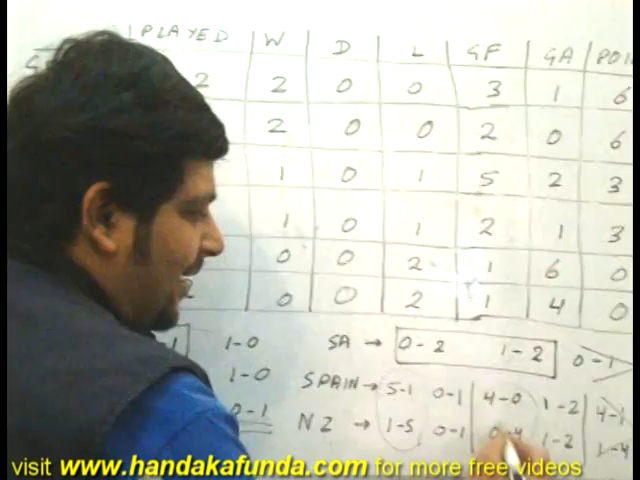 PLAYED W D L GF GA POIN
2 2 0 0 3 1 6
2 0 0 2 0 6
1 0 1 5 2 3
1 0 1 2 1 3
0 0 2 1 6 0
0 0 2 1 4 0
1-0 SA → 0-2 1-2 0-1
1-0 SPAIN → 5-1 0-1 4-0 1-2 4-1
0-1 NZ → 1-5 0-1 0-4 1-2 1-4
visit www.handakafunda.com for more free videos